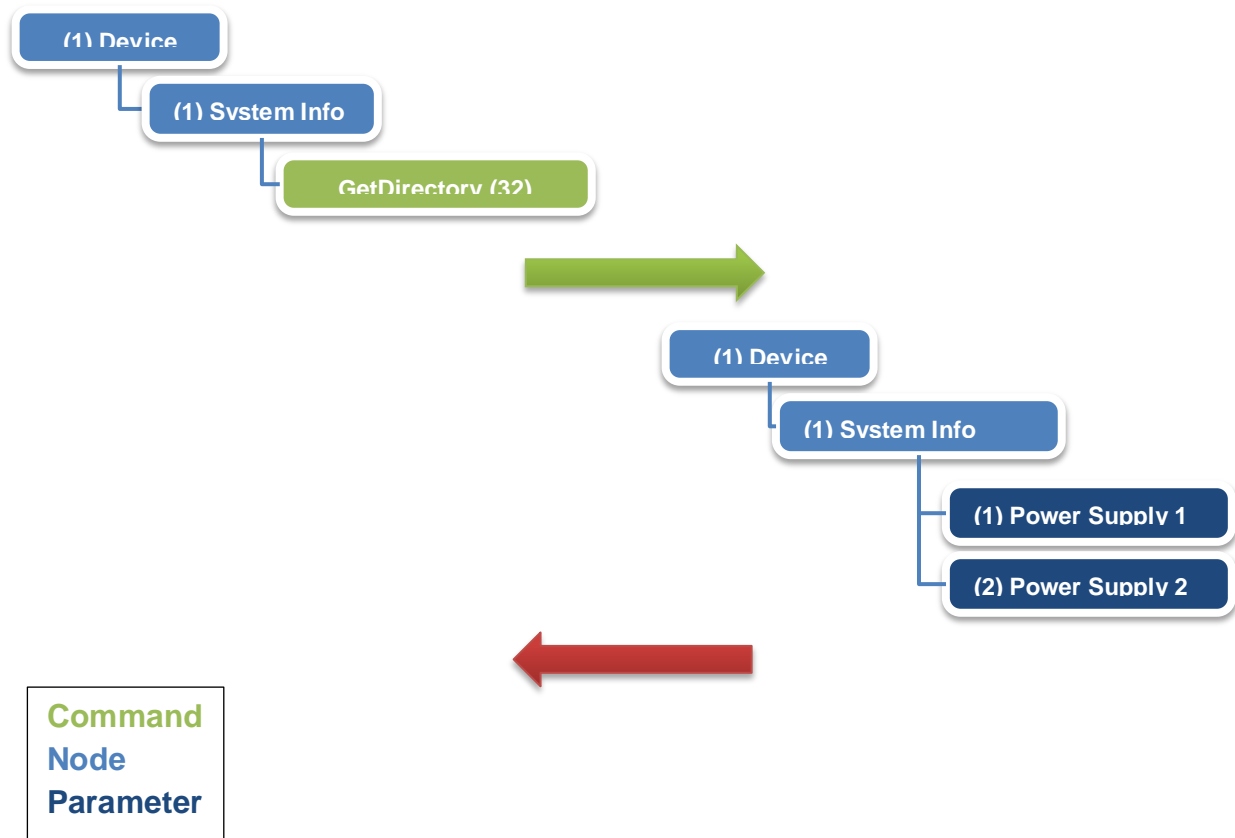 (1) Device
(1) System Info
GetDirectory (32)
(1) Device
(1) System Info
(1) Power Supply 1
(2) Power Supply 2
Command
Node
Parameter